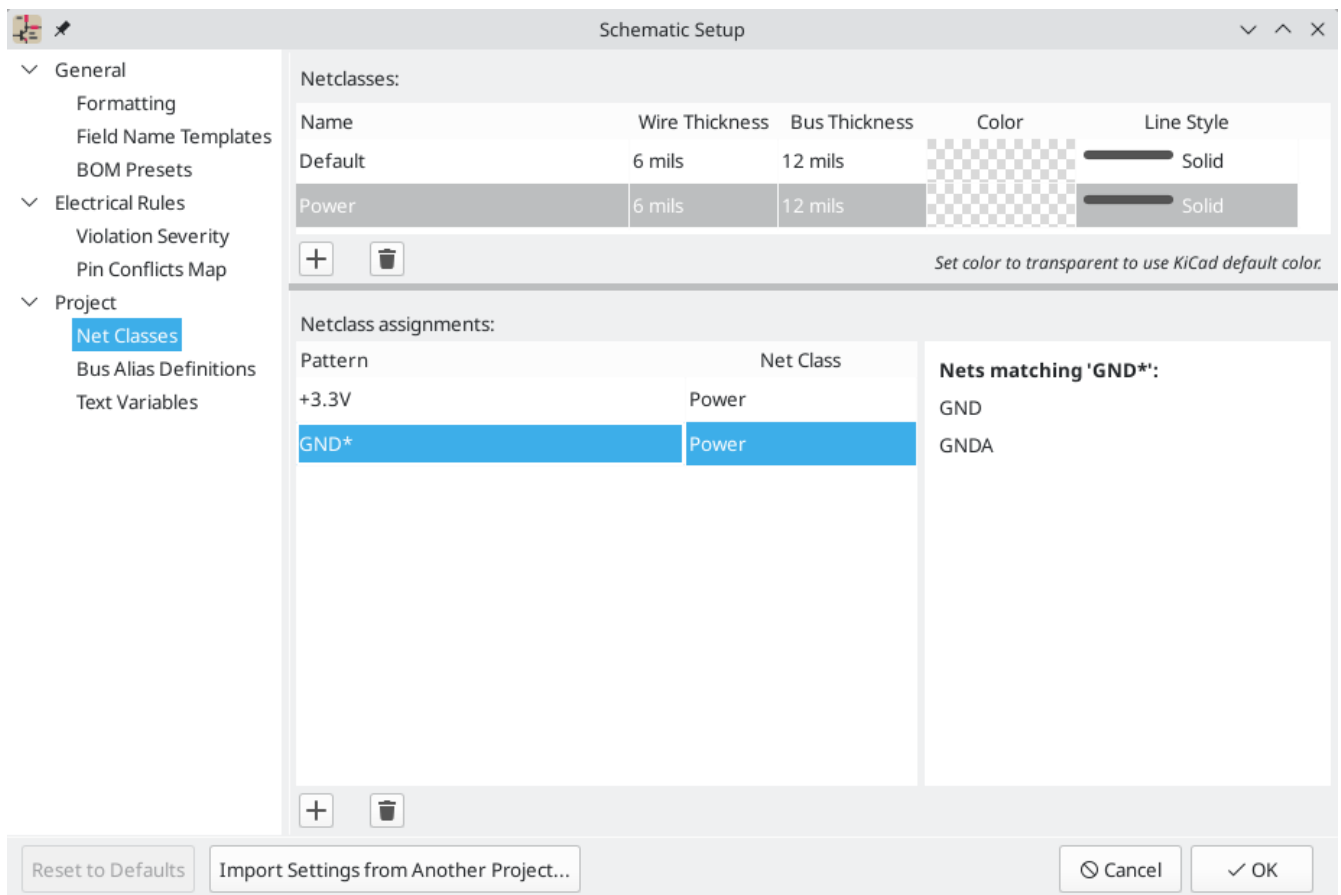 Schematic Setup
General
Formatting
Field Name Templates
BOM Presets
Electrical Rules
Violation Severity
Pin Conflicts Map
Project
Net Classes
Bus Alias Definitions
Text Variables
Netclasses:
Name Wire Thickness Bus Thickness Color Line Style
Default 6 mils 12 mils Solid
Power 6 mils 12 mils Solid
Set color to transparent to use KiCad default color.
Netclass assignments:
Pattern Net Class
+3.3V Power
GND* Power
Nets matching 'GND*':
GND
GNDA
Reset to Defaults Import Settings from Another Project... Cancel OK